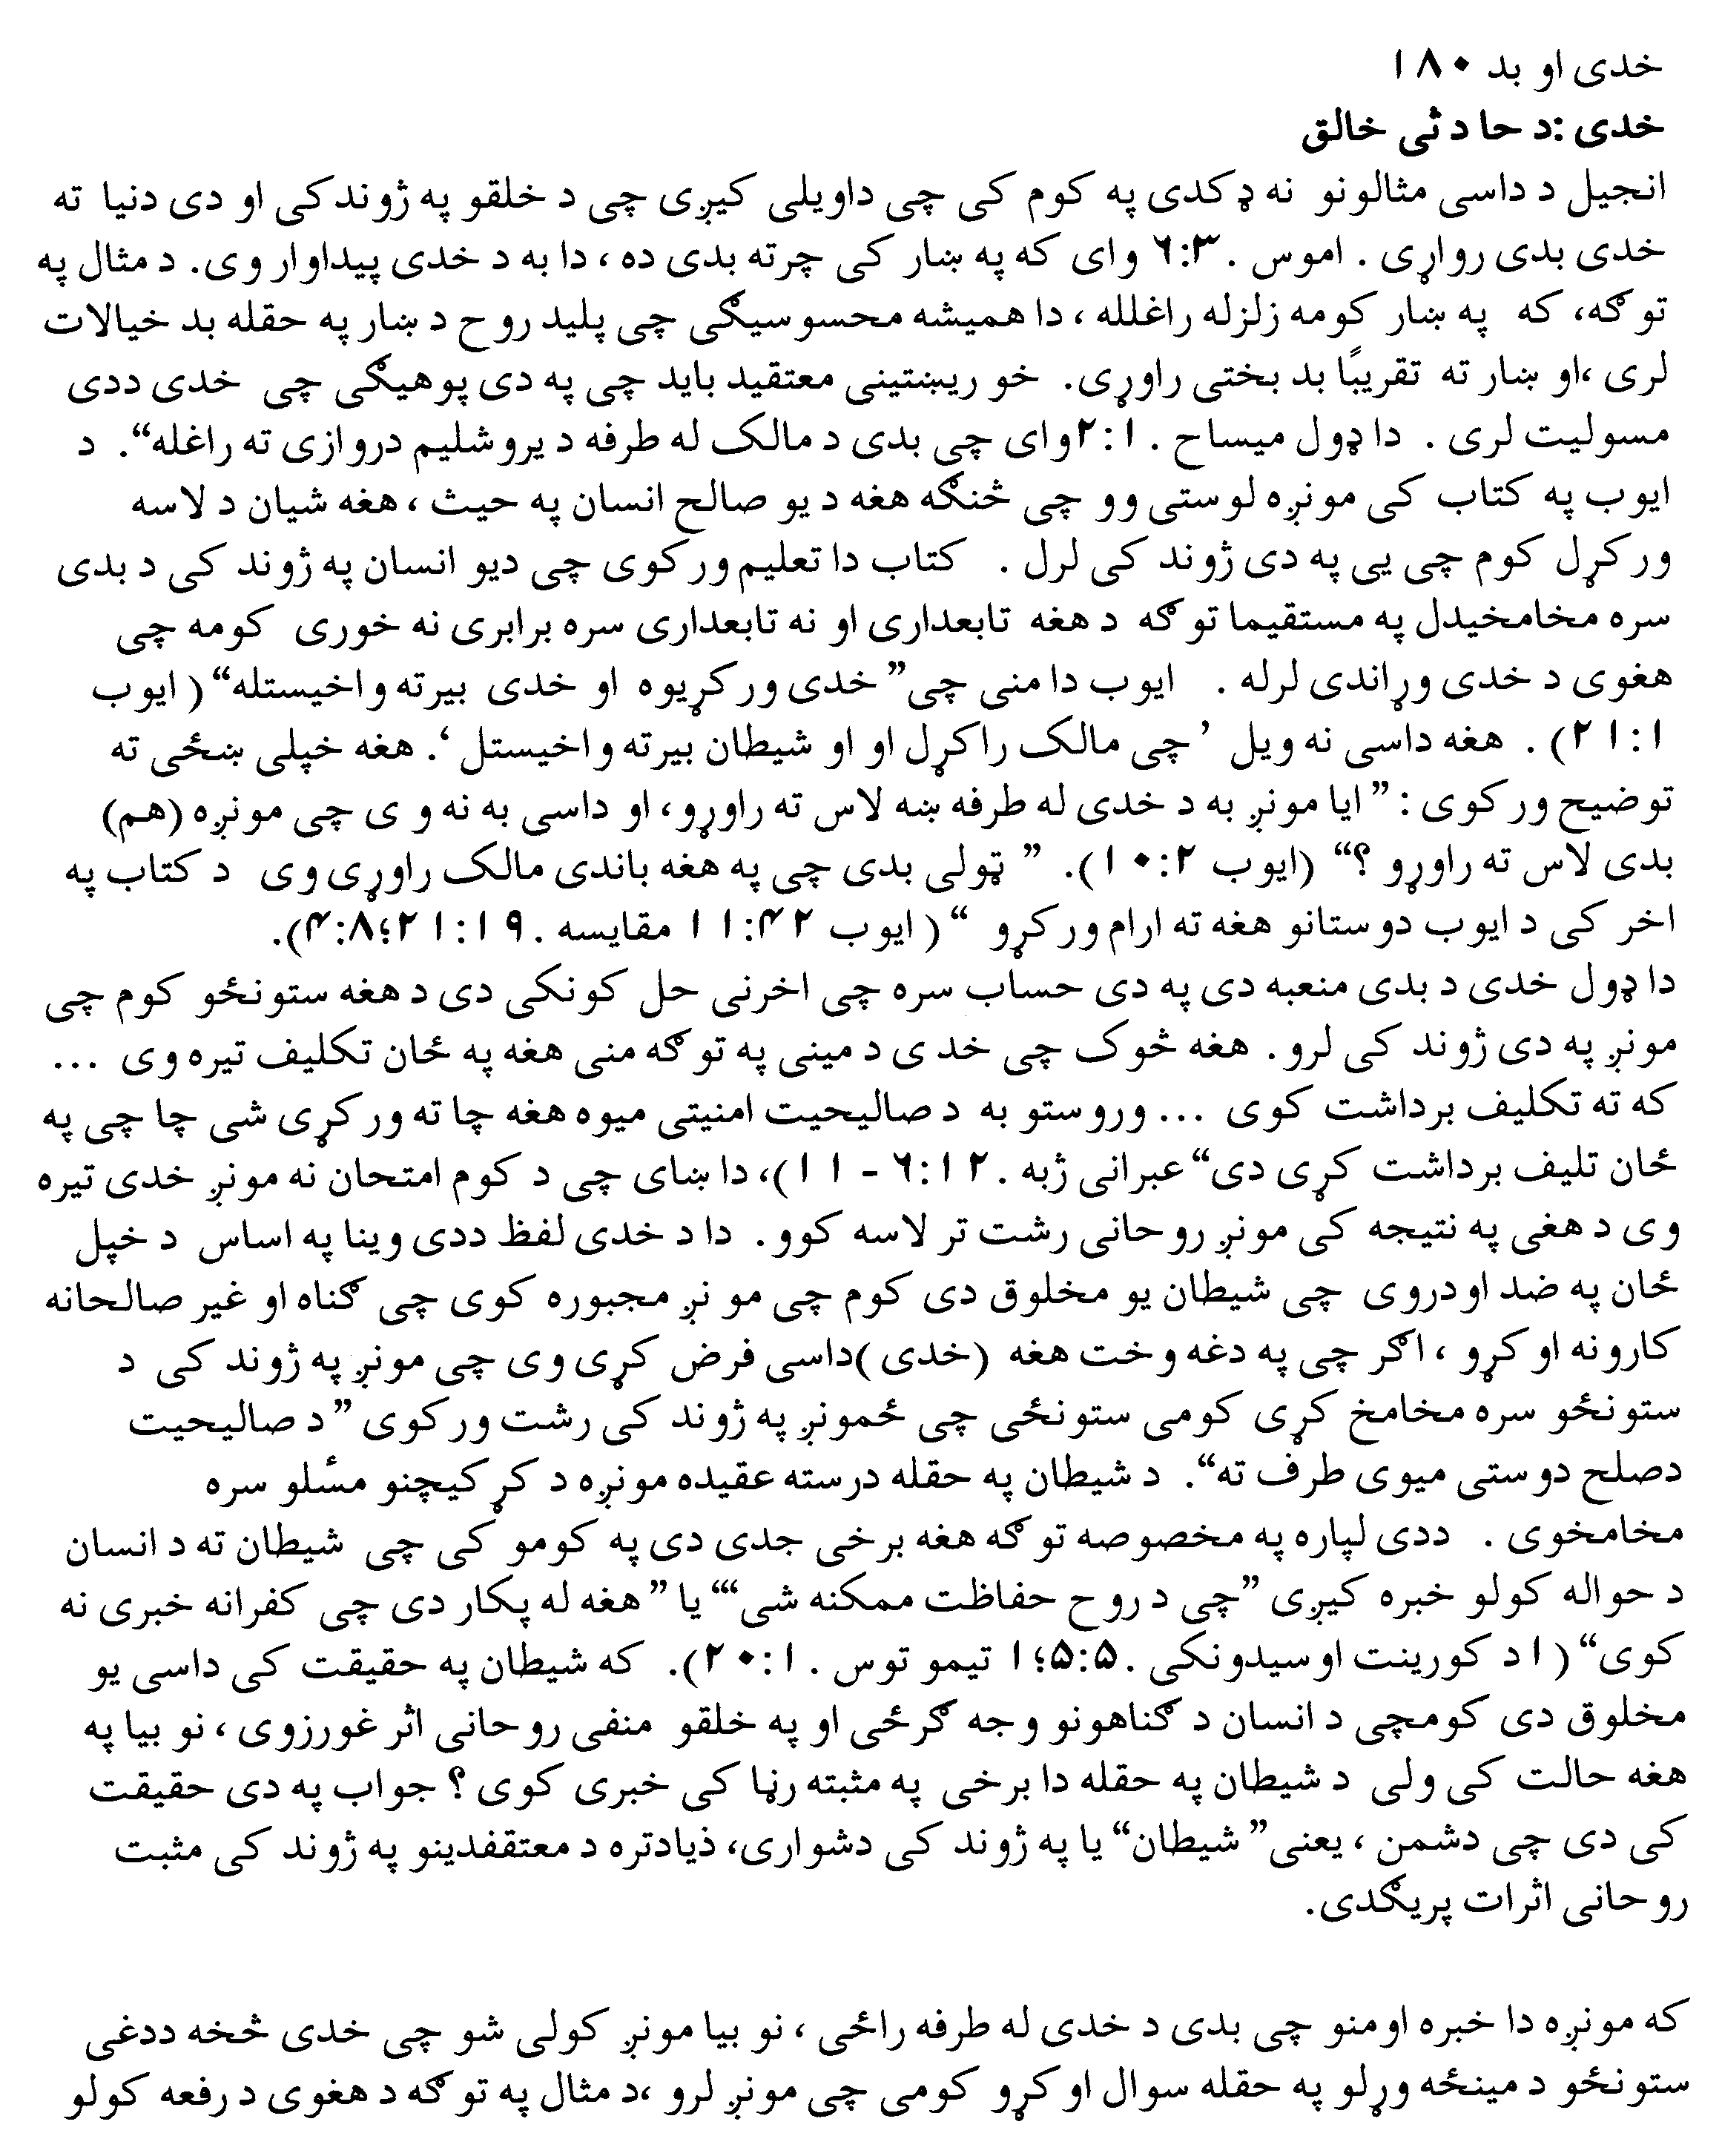 خدی او بد ۱۸۰
خدی :د حا د ثی خالق
انجیل د داسی مثالونو نه ډکدی په کوم کی چی داویلی کیږی چی د خلقو په ژوندکی او دی دنیا ته
خدی بدی رواړی . اموس . ۶:۳ وای که په ښار کی چرته بدی ده ، دا به د خدی پیداوار وی. د مثال په
توګه، که په ښار کومه زلزله راغلله ، دا همیشه محسوسیګی چی پلید روح د ښار په حقله بد خیالات
لری ،او ښار ته تقریبًا بد بختی راوړی. خو ریښتینی معتقید باید چی په دی پوهیګی چی خدی ددی
مسولیت لری . دا ډول میساح . ۲:۱وای چی بدی د مالک له طرفه د یروشلیم دروازی ته راغله“. د
ایوب په کتاب کی مونږه لوستی وو چی څنګه هغه د یو صالح انسان په حیث ، هغه شیان د لاسه
ورکړل کوم چی یی په دی ژوند کی لرل . کتاب دا تعلیم ورکوی چی دیو انسان په ژوند کی د بدی
سره مخامخیدل په مستقیما توګه د هغه تابعداری او نه تابعداری سره برابری نه خوری کومه چی
هغوی د خدی وړاندی لرله . ایوب دا منی چی” خدی ورکړیوه او خدی بیرته واخیستله“ ( ایوب
۲۱:۱) . هغه داسی نه ویل ’ چی مالک راکړل او او شیطان بیرته واخیستل ‘. هغه خپلی ښځی ته
توضیح ورکوی : ” ایا مونږ به د خدی له طرفه ښه لاس ته راوړو، او داسی به نه و ی چی مونږه (هم)
بدی لاس ته راوړو ؟“ (ایوب ۱۰:۲). ” ټولی بدی چی په هغه باندی مالک راوړی وی د کتاب په
اخر کی د ایوب دوستانو هغه ته ارام ورکړو “ ( ایوب ۱۱:۴۲ مقایسه . ۲۱:۱۹؛۴:۸).
دا ډول خدی د بدی منعبه دی په دی حساب سره چی اخرنی حل کونکی دی د هغه ستونځو کوم چی
مونږ په دی ژوند کی لرو. هغه څوک چی خد ی د مینی په توګه منی هغه په ځان تکلیف تیره وی ...
که ته تکلیف برداشت کوی ... وروستو به د صالیحیت امنیتی میوه هغه چا ته ورکړی شی چا چی په
ځان تلیف برداشت کړی دی“ عبرانی ژبه . ۶:۱۲ - ۱۱)، دا ښای چی د کوم امتحان نه مونږ خدی تیره
وی د هغی په نتیجه کی مونږ روحانی رشت تر لاسه کوو. دا د خدی لفظ ددی وینا په اساس د خپل
ځان په ضد اودروی چی شیطان یو مخلوق دی کوم چی مو نږ مجبوره کوی چی ګناه او غیر صالحانه
کارونه اوکړو ، اګر چی په دغه وخت هغه (خدی )داسی فرض کړی وی چی مونږ په ژوند کی د
ستونځو سره مخامخ کړی کومی ستونځی چی ځمونږ په ژوند کی رشت ورکوی ” د صالیحیت
دصلح دوستی میوی طرف ته“. د شیطان په حقله درسته عقیده مونږه د کړکیچنو مسٔلو سره
مخامخوی . ددی لپاره په مخصوصه توګه هغه برخی جدی دی په کومو کی چی شیطان ته د انسان
د حواله کولو خبره کیږی ”چی د روح حفاظت ممکنه شی“‘ یا ” هغه له پکار دی چی کفرانه خبری نه
کوی“ ( ۱ د کورینت اوسیدونکی . ۵:۵؛ ۱ تیمو توس . ۲۰:۱). که شیطان په حقیقت کی داسی یو
مخلوق دی کومچی د انسان د ګناهونو وجه ګرځی او په خلقو منفی روحانی اثر غورزوی ، نو بیا په
هغه حالت کی ولی د شیطان په حقله دا برخی په مثبته رڼا کی خبری کوی ؟ جواب په دی حقیقت
کی دی چی دشمن ، یعنی” شیطان“ یا په ژوند کی دشواری، ذیادتره د معتقفدینو په ژوند کی مثبت
روحانی اثرات پریګدی.
که مونږه دا خبره اومنو چی بدی د خدی له طرفه راځی ، نو بیا مونږ کولی شو چی خدی څخه ددغی
ستونځو د مینځه وړلو په حقله سوال اوکړو کومی چی مونږ لرو ،د مثال په توګه د هغوی د رفعه کولو